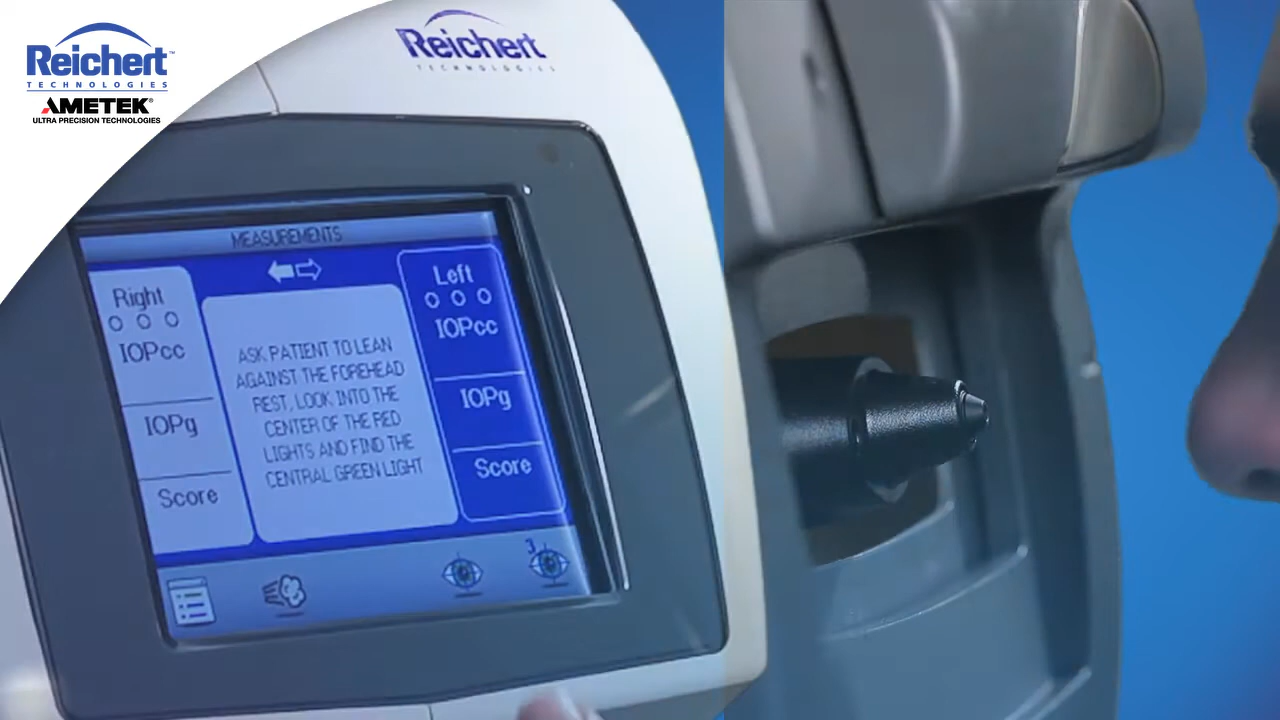 Reichert™
TECHNOLOGIES
AMETEK®
ULTRA PRECISION TECHNOLOGIES
Reichert
TECHNOLOGIES
MEASUREMENTS
Right
IOPcc
IOPg
Score
ASK PATIENT TO LEAN
AGAINST THE FOREHEAD
REST, LOOK INTO THE
CENTER OF THE RED
LIGHTS AND FIND THE
CENTRAL GREEN LIGHT
Left
IOPcc
IOPg
Score
3